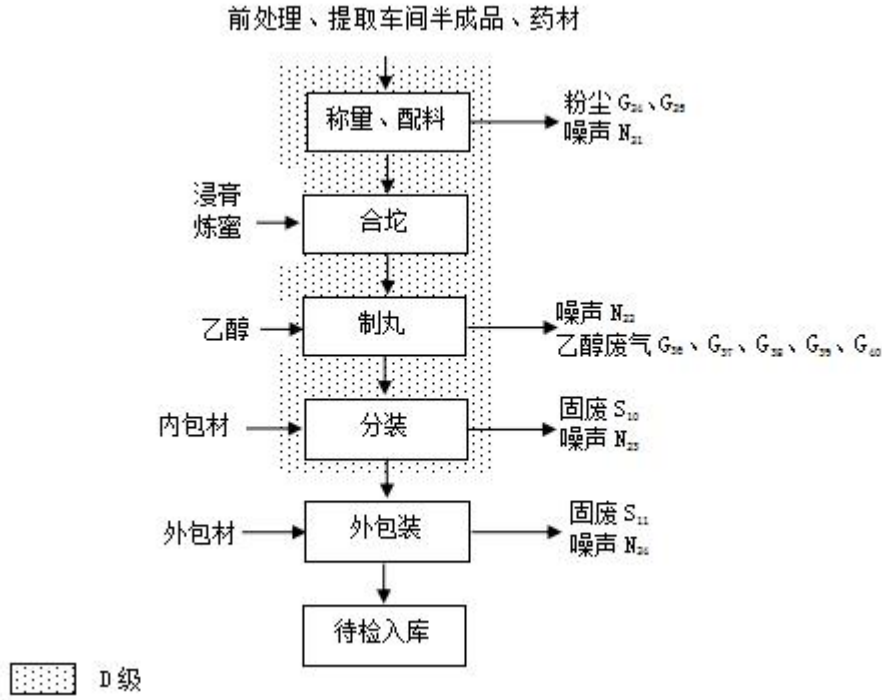 前处理、提取车间半成品、药材
称量、配料
粉尘 G₃₄、G₃₅
噪声 N₂₁
浸膏
炼蜜
合坨
乙醇
制丸
噪声 N₂₂
乙醇废气 G₃₆、G₃₇、G₃₈、G₃₉、G₄₀
内包材
分装
固废 S₁₀
噪声 N₂₃
外包材
外包装
固废 S₁₁
噪声 N₂₄
待检入库
D 级